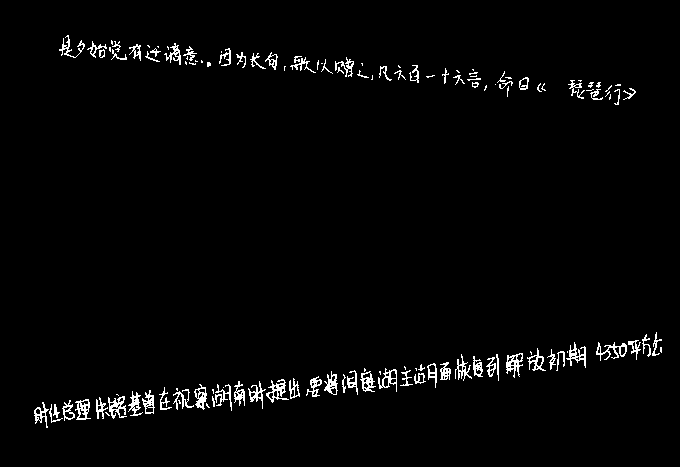 是夕始觉有迁谪意.。因为长句,歌以赠之,凡六百一十六言,命曰《 琵琶行》
时任总理朱镕基曾在视察湖南时提出要将洞庭湖主湖面恢复到解放初期4350平方公